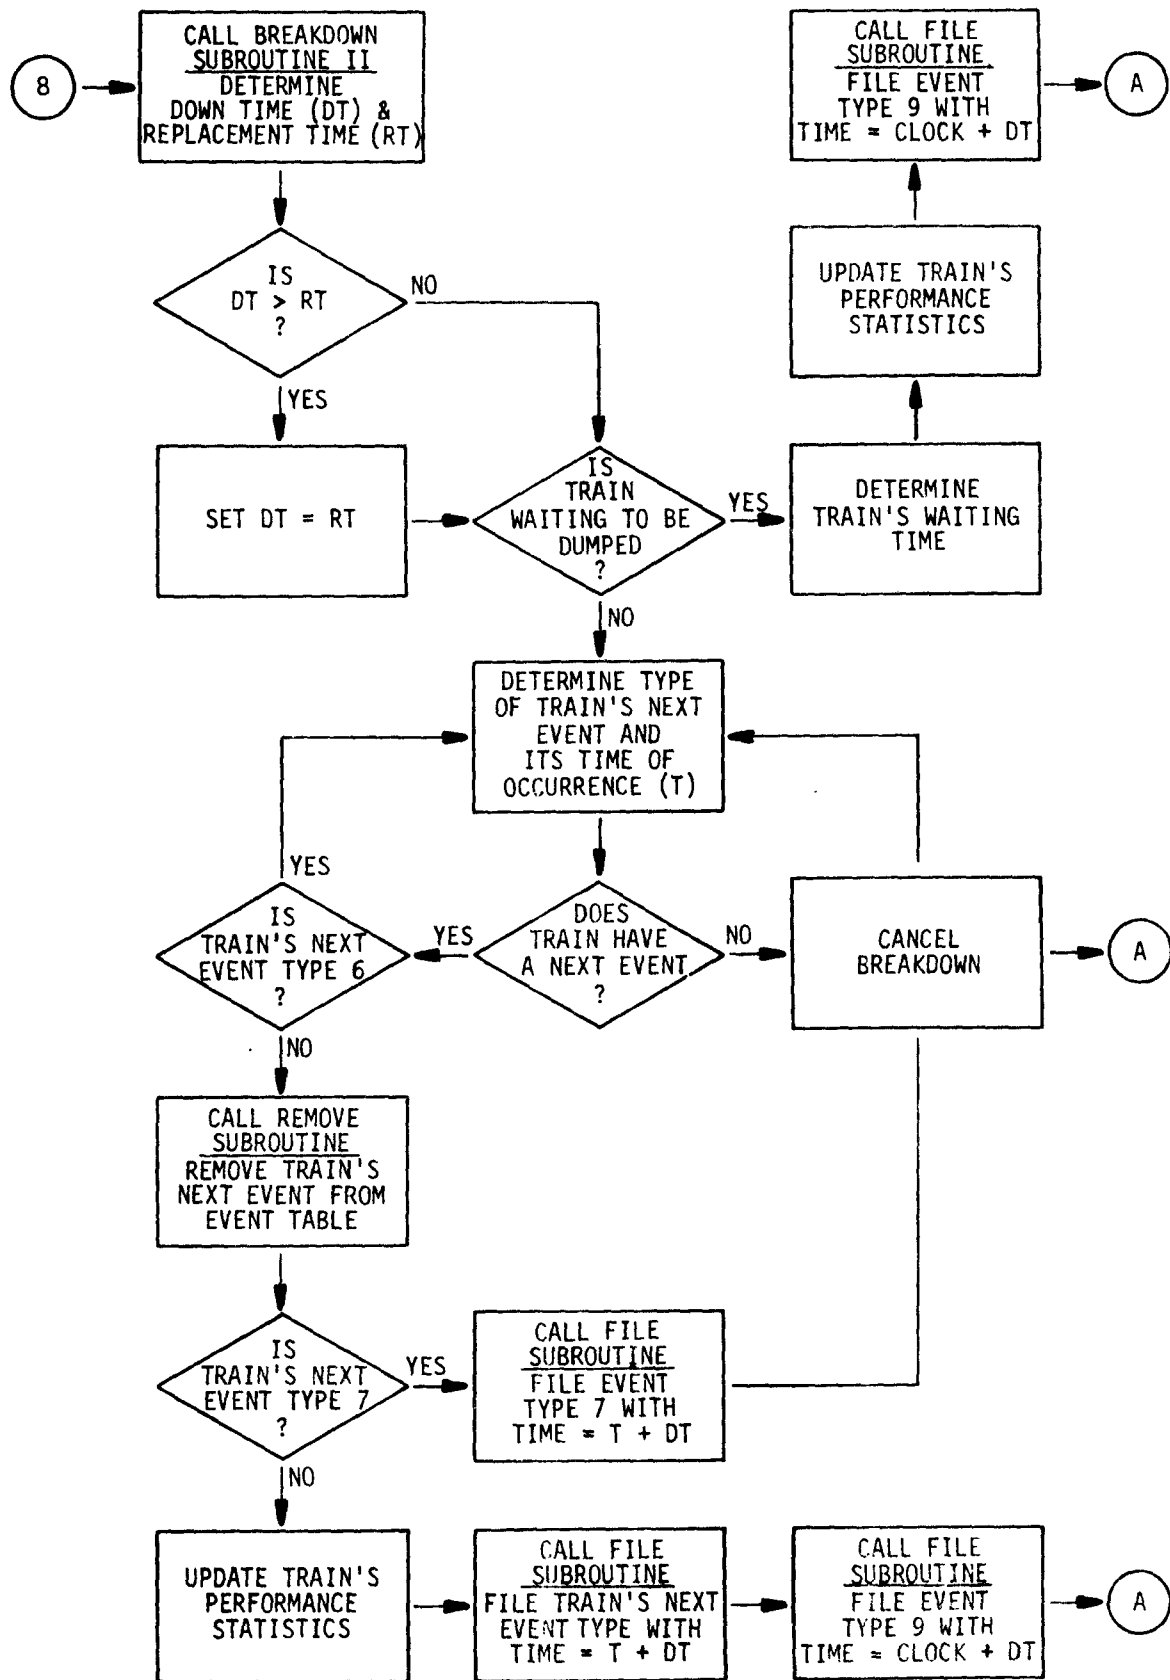 8
CALL BREAKDOWN
SUBROUTINE II
DETERMINE
DOWN TIME (DT) &
REPLACEMENT TIME (RT)
CALL FILE
SUBROUTINE
FILE EVENT
TYPE 9 WITH
TIME = CLOCK + DT
A
IS
DT > RT
?
NO
YES
UPDATE TRAIN'S
PERFORMANCE
STATISTICS
SET DT = RT
IS
TRAIN
WAITING TO BE
DUMPED
?
YES
NO
DETERMINE
TRAIN'S WAITING
TIME
DETERMINE TYPE
OF TRAIN'S NEXT
EVENT AND
ITS TIME OF
OCCURRENCE (T)
YES
IS
TRAIN'S NEXT
EVENT TYPE 6
?
YES
DOES
TRAIN HAVE
A NEXT EVENT
?
NO
CANCEL
BREAKDOWN
A
NO
CALL REMOVE
SUBROUTINE
REMOVE TRAIN'S
NEXT EVENT FROM
EVENT TABLE
IS
TRAIN'S NEXT
EVENT TYPE 7
?
YES
CALL FILE
SUBROUTINE
FILE EVENT
TYPE 7 WITH
TIME = T + DT
NO
UPDATE TRAIN'S
PERFORMANCE
STATISTICS
CALL FILE
SUBROUTINE
FILE TRAIN'S NEXT
EVENT TYPE WITH
TIME = T + DT
CALL FILE
SUBROUTINE
FILE EVENT
TYPE 9 WITH
TIME = CLOCK + DT
A